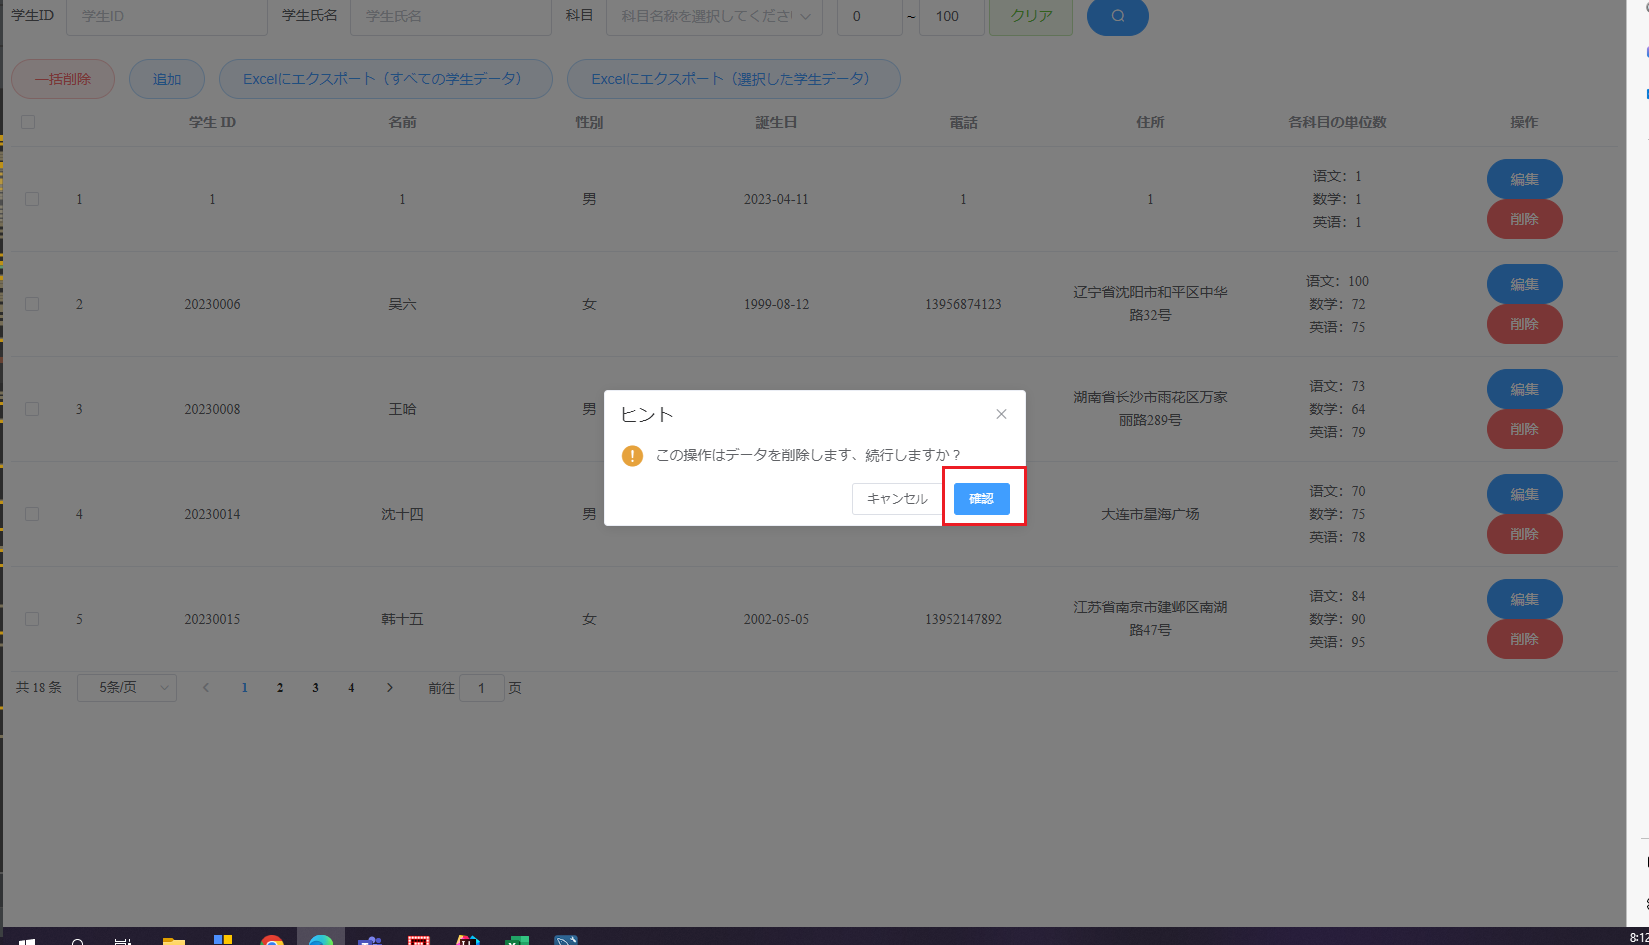 学生ID 学生ID 学生氏名 学生氏名 科目 科目名称を選択してくださ 0 ~ 100 クリア
一括削除 追加 Excelにエクスポート（すべての学生データ） Excelにエクスポート（選択した学生データ）
学生 ID 名前 性別 誕生日 電話 住所 各科目の単位数 操作
1 1 1 男 2023-04-11 1 1
语文：1
数学：1
英语：1
編集
削除
2 20230006 吴六 女 1999-08-12 13956874123
辽宁省沈阳市和平区中华
路32号
语文：100
数学：72
英语：75
編集
削除
3 20230008 王哈 男
湖南省长沙市雨花区万家
丽路289号
语文：73
数学：64
英语：79
編集
削除
ヒント
この操作はデータを削除します、続行しますか？
キャンセル 確認
4 20230014 沈十四 男
大连市星海广场
语文：70
数学：75
英语：78
編集
削除
5 20230015 韩十五 女 2002-05-05 13952147892
江苏省南京市建邺区南湖
路47号
语文：84
数学：90
英语：95
編集
削除
共 18 条 5条/页 1 2 3 4 前往 1 页
8:12